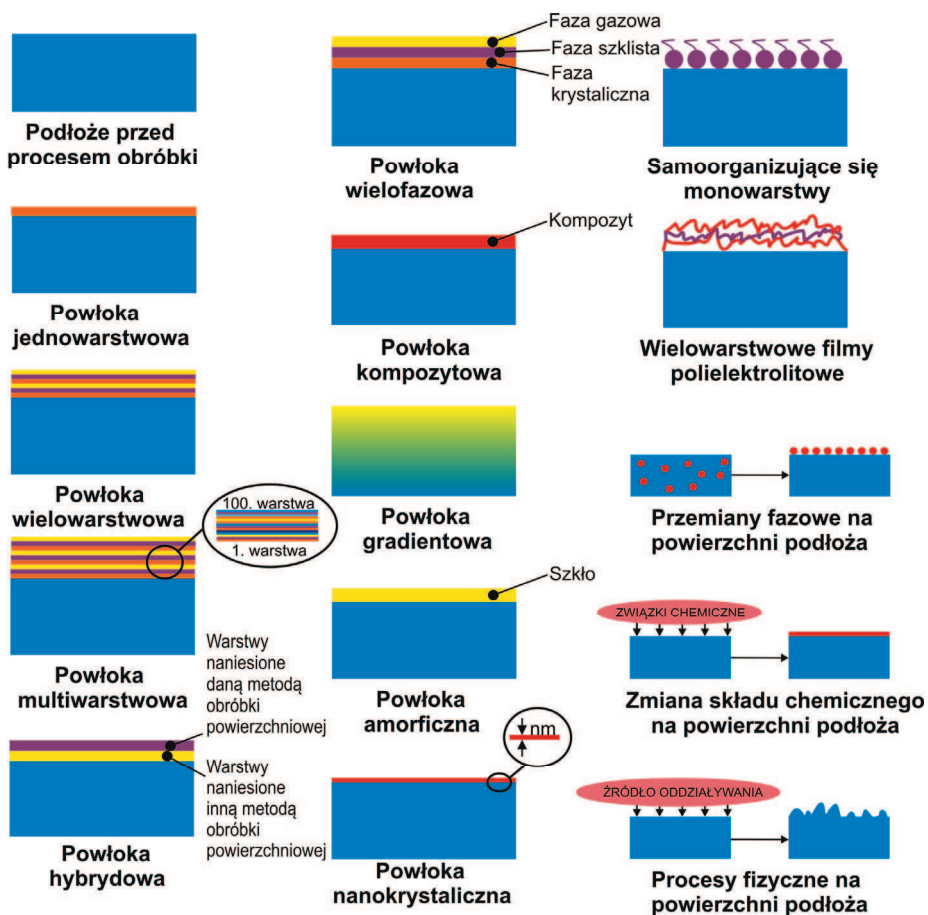 Podłoże przed
procesem obróbki
Powłoka
jednowarstwowa
Powłoka
wielowarstwowa
100. warstwa
1. warstwa
Powłoka
multiwarstwowa
Warstwy
naniesione
daną metodą
obróbki
powierzchniowej
Warstwy
naniesione
inną metodą
obróbki
powierzchniowej
Powłoka
hybrydowa
Faza gazowa
Faza szklista
Faza
krystaliczna
Powłoka
wielofazowa
Kompozyt
Powłoka
kompozytowa
Powłoka
gradientowa
Szkło
Powłoka
amorficzna
nm
Powłoka
nanokrystaliczna
Samoorganizujące się
monowarstwy
Wielowarstwowe filmy
polielektrolitowe
Przemiany fazowe na
powierzchni podłoża
ZWIĄZKI CHEMICZNE
Zmiana składu chemicznego
na powierzchni podłoża
ŹRÓDŁO ODDZIAŁYWANIA
Procesy fizyczne na
powierzchni podłoża